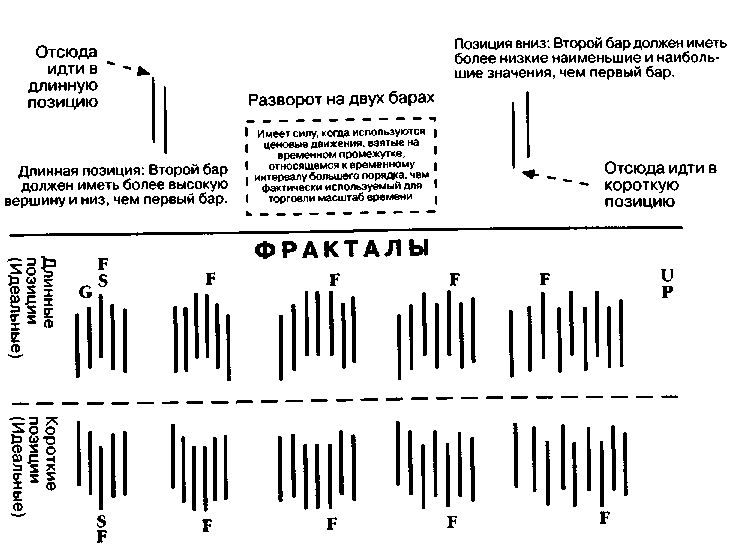 Отсюда
идти в
длинную
позицию
Длинная позиция: Второй бар
должен иметь более высокую
вершину и низ, чем первый бар.
Разворот на двух барах
Имеет силу, когда используются
ценовые движения, взятые на
временном промежутке,
относящемся к временному
интервалу большего порядка, чем
фактически используемый для
торговли масштаб времени
Позиция вниз: Второй бар должен иметь
более низкие наименьшие и наиболь-
шие значения, чем первый бар.
Отсюда идти в
короткую
позицию
ФРАКТАЛЫ
Длинные
позиции
(Идеальные)
F
S
G
F
F
F
F
U
P
Короткие
позиции
(Идеальные)
S
F
F
F
F
F